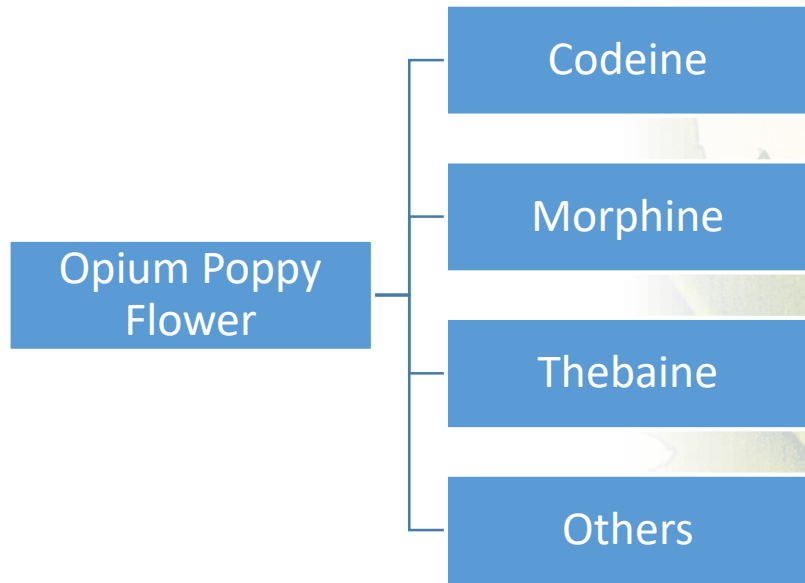 Opium Poppy
Flower
Codeine
Morphine
Thebaine
Others